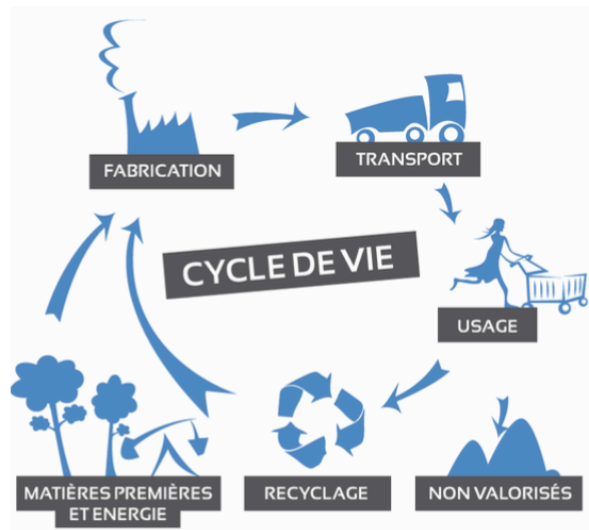 FABRICATION
TRANSPORT
CYCLE DE VIE
USAGE
MATIÈRES PREMIÈRES
ET ENERGIE
RECYCLAGE
NON VALORISÉS